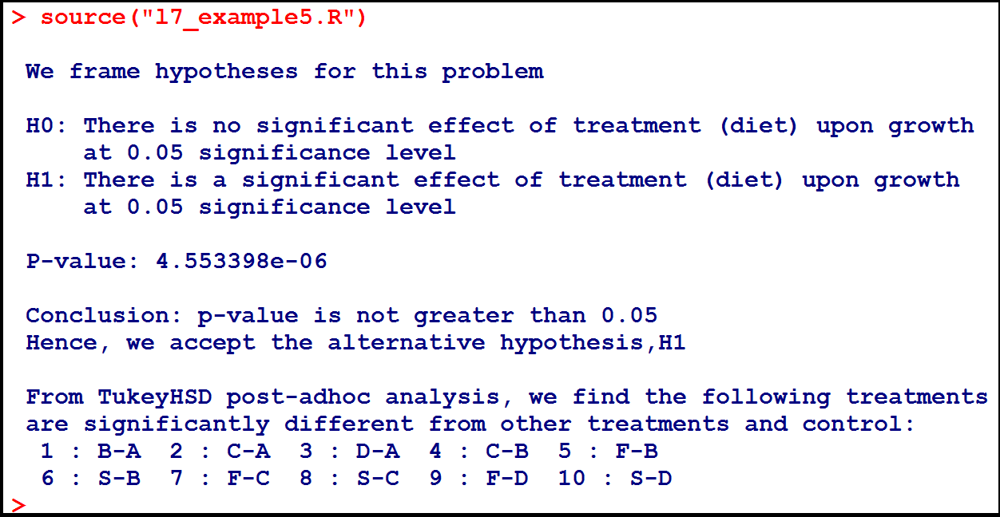 > source("l7_example5.R")
We frame hypotheses for this problem
H0: There is no significant effect of treatment (diet) upon growth
at 0.05 significance level
H1: There is a significant effect of treatment (diet) upon growth
at 0.05 significance level
P-value: 4.553398e-06
Conclusion: p-value is not greater than 0.05
Hence, we accept the alternative hypothesis,H1
From TukeyHSD post-adhoc analysis, we find the following treatments
are significantly different from other treatments and control:
1 : B-A 2 : C-A 3 : D-A 4 : C-B 5 : F-B
6 : S-B 7 : F-C 8 : S-C 9 : F-D 10 : S-D
>